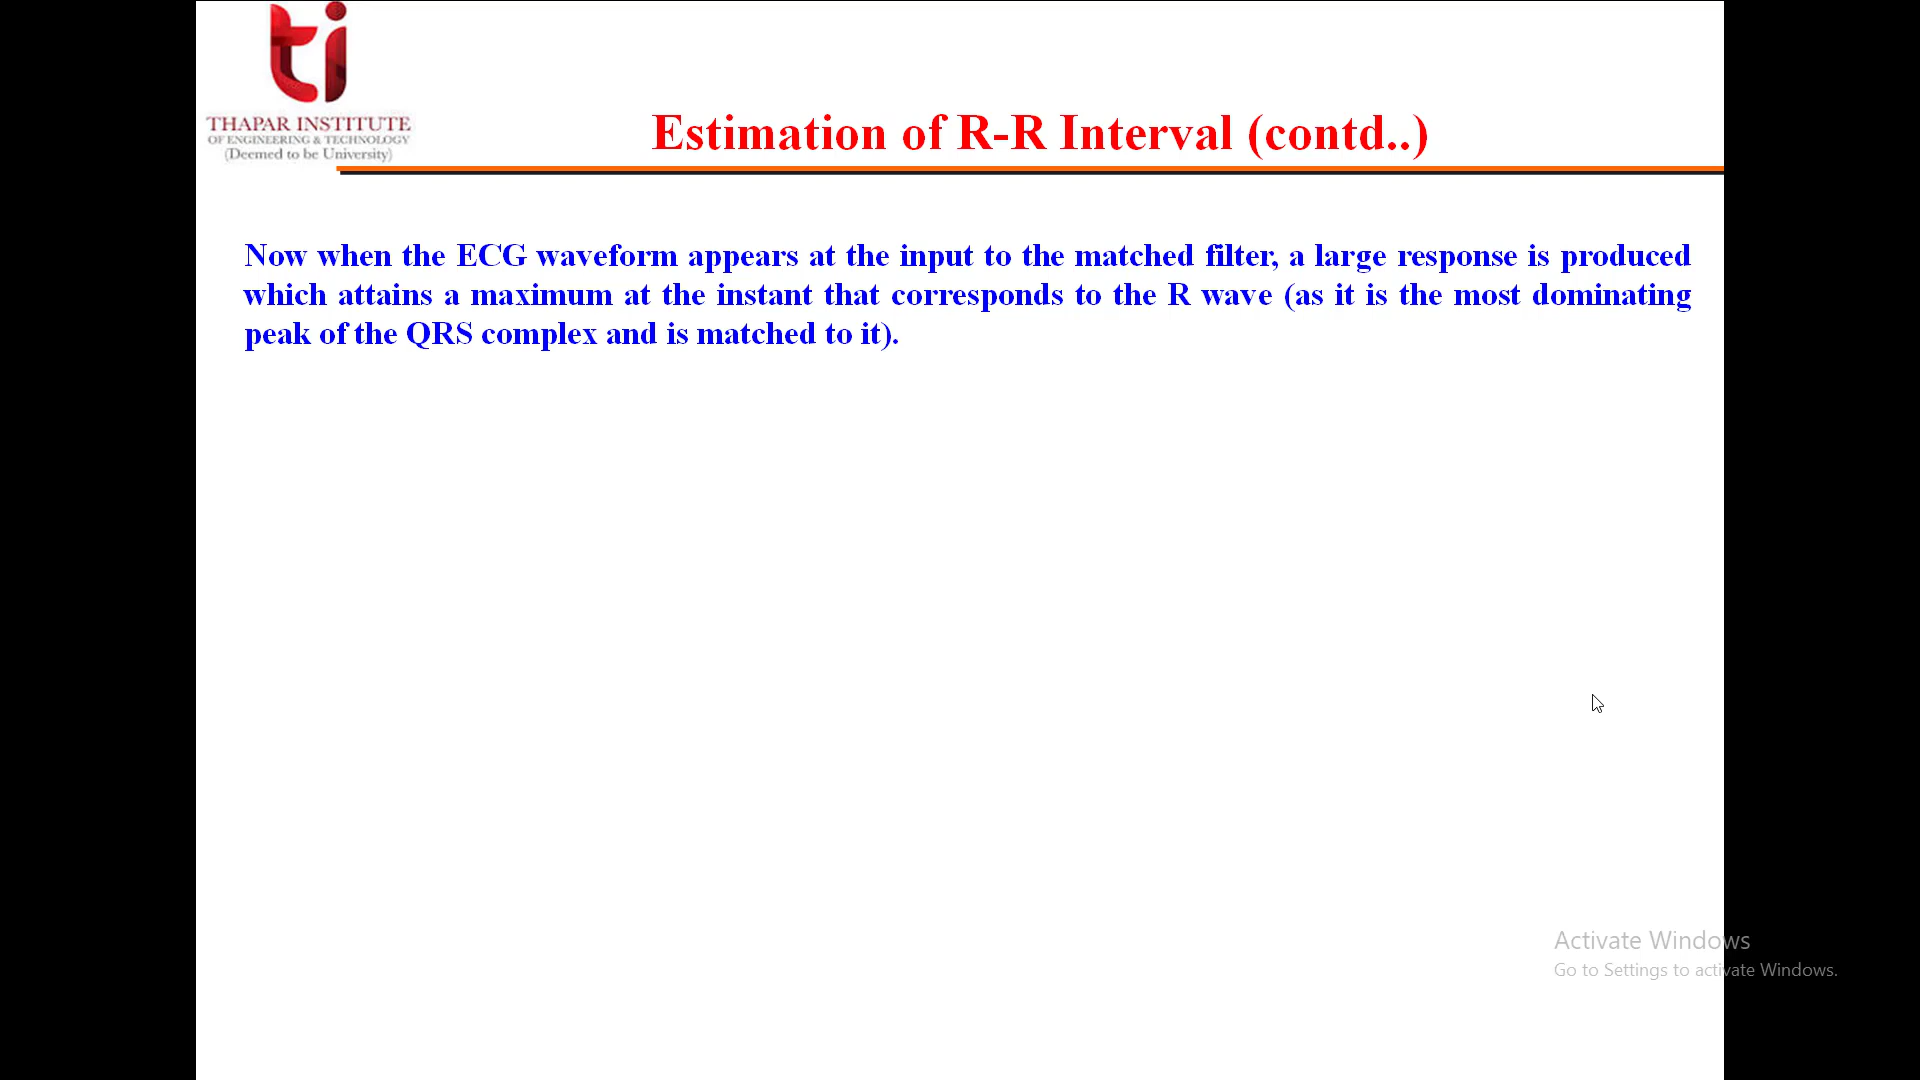 ti
THAPAR INSTITUTE
OF ENGINEERING & TECHNOLOGY
(Deemed to be University)
Estimation of R-R Interval (contd..)
Now when the ECG waveform appears at the input to the matched filter, a large response is produced
which attains a maximum at the instant that corresponds to the R wave (as it is the most dominating
peak of the QRS complex and is matched to it).
Activate Windows
Go to Settings to activate Windows.